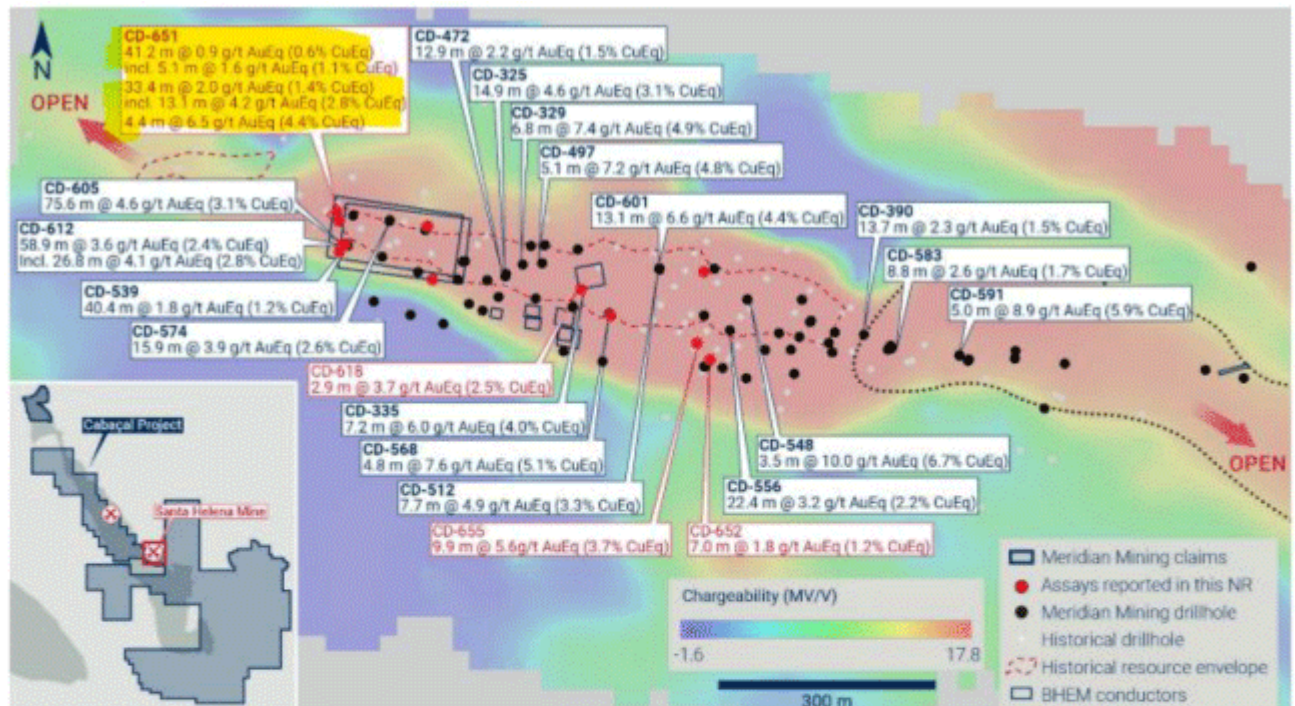 CD-651
41.2 m @ 0.9 g/t AuEq (0.6% CuEq)
incl. 5.1 m @ 1.6 g/t AuEq (1.1% CuEq)
33.4 m @ 2.0 g/t AuEq (1.4% CuEq)
incl. 13.1 m @ 4.2 g/t AuEq (2.8% CuEq)
4.4 m @ 6.5 g/t AuEq (4.4% CuEq)
CD-472
12.9 m @ 2.2 g/t AuEq (1.5% CuEq)
CD-325
14.9 m @ 4.6 g/t AuEq (3.1% CuEq)
CD-329
6.8 m @ 7.4 g/t AuEq (4.9% CuEq)
CD-497
5.1 m @ 7.2 g/t AuEq (4.8% CuEq)
N
OPEN
CD-605
75.6 m @ 4.6 g/t AuEq (3.1% CuEq)
CD-612
58.9 m @ 3.6 g/t AuEq (2.4% CuEq)
Incl. 26.8 m @ 4.1 g/t AuEq (2.8% CuEq)
CD-539
40.4 m @ 1.8 g/t AuEq (1.2% CuEq)
CD-574
15.9 m @ 3.9 g/t AuEq (2.6% CuEq)
CD-601
13.1 m @ 6.6 g/t AuEq (4.4% CuEq)
CD-390
13.7 m @ 2.3 g/t AuEq (1.5% CuEq)
CD-583
8.8 m @ 2.6 g/t AuEq (1.7% CuEq)
CD-591
5.0 m @ 8.9 g/t AuEq (5.9% CuEq)
CD-618
2.9 m @ 3.7 g/t AuEq (2.5% CuEq)
CD-335
7.2 m @ 6.0 g/t AuEq (4.0% CuEq)
CD-568
4.8 m @ 7.6 g/t AuEq (5.1% CuEq)
CD-512
7.7 m @ 4.9 g/t AuEq (3.3% CuEq)
CD-655
9.9 m @ 5.6g/t AuEq (3.7% CuEq)
CD-652
7.0 m @ 1.8 g/t AuEq (1.2% CuEq)
CD-548
3.5 m @ 10.0 g/t AuEq (6.7% CuEq)
CD-556
22.4 m @ 3.2 g/t AuEq (2.2% CuEq)
OPEN
Cabaçal Project
Santa Helena Mine
Chargeability (MV/V)
-1.6 17.8
300 m
Meridian Mining claims
Assays reported in this NR
Meridian Mining drillhole
Historical drillhole
Historical resource envelope
BHEM conductors